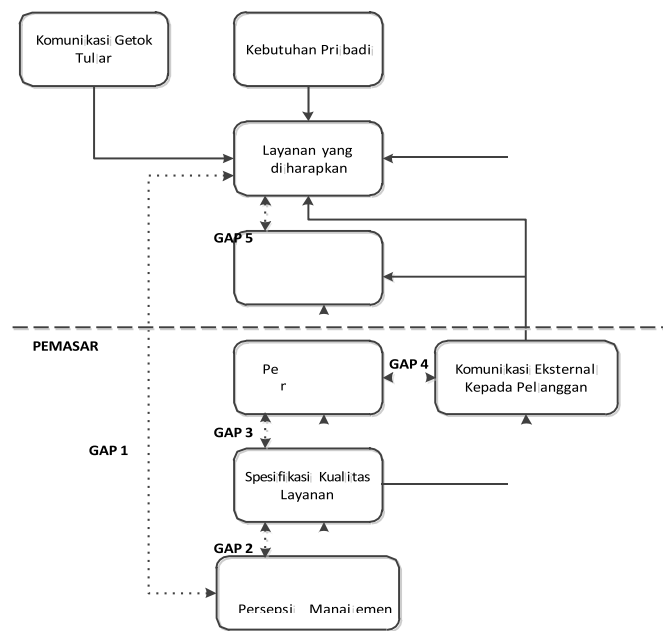 Komunikasi Getok
Tular
Kebutuhan Pribadi
Layanan yang
diharapkan
GAP 5
PEMASAR
Pe
r
GAP 4
Komunikasi Eksternal
Kepada Pelanggan
GAP 3
GAP 1
Spesifikasi Kualitas
Layanan
GAP 2
Persepsi Manajemen